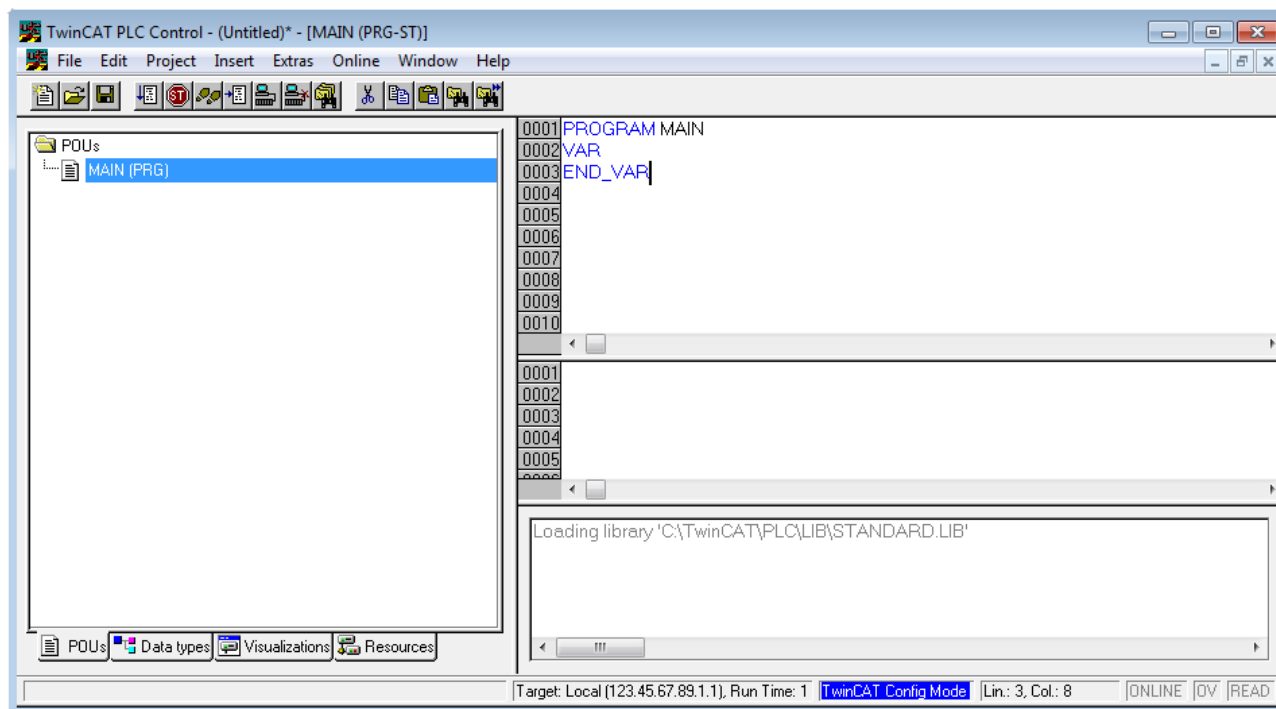 TwinCAT PLC Control - (Untitled)* - [MAIN (PRG-ST)]
File Edit Project Insert Extras Online Window Help
POUs
MAIN (PRG)
0001 PROGRAM MAIN
0002 VAR
0003 END_VAR
0004
0005
0006
0007
0008
0009
0010
0001
0002
0003
0004
0005
Loading library 'C:\TwinCAT\PLC\LIB\STANDARD.LIB'
POUs Data types Visualizations Resources
Target: Local (123.45.67.89.1.1), Run Time: 1 TwinCAT Config Mode Lin.: 3, Col.: 8 ONLINE OV READ